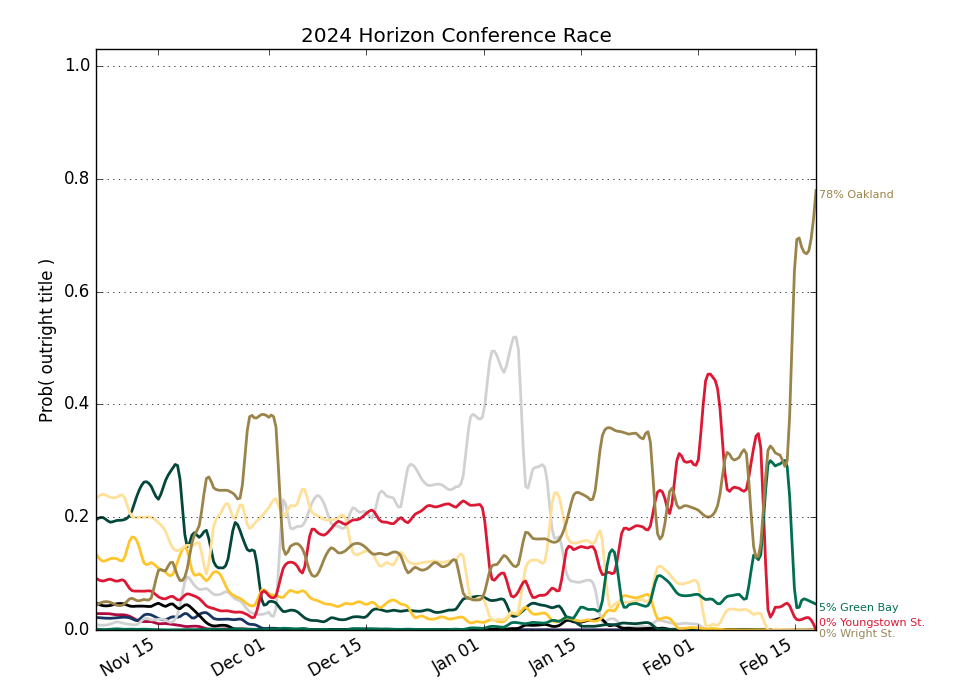 2024 Horizon Conference Race
1.0
0.8
0.6
0.4
0.2
0.0
Prob( outright title )
78% Oakland
5% Green Bay
0% Youngstown St.
0% Wright St.
Nov 15
Dec 01
Dec 15
Jan 01
Jan 15
Feb 01
Feb 15